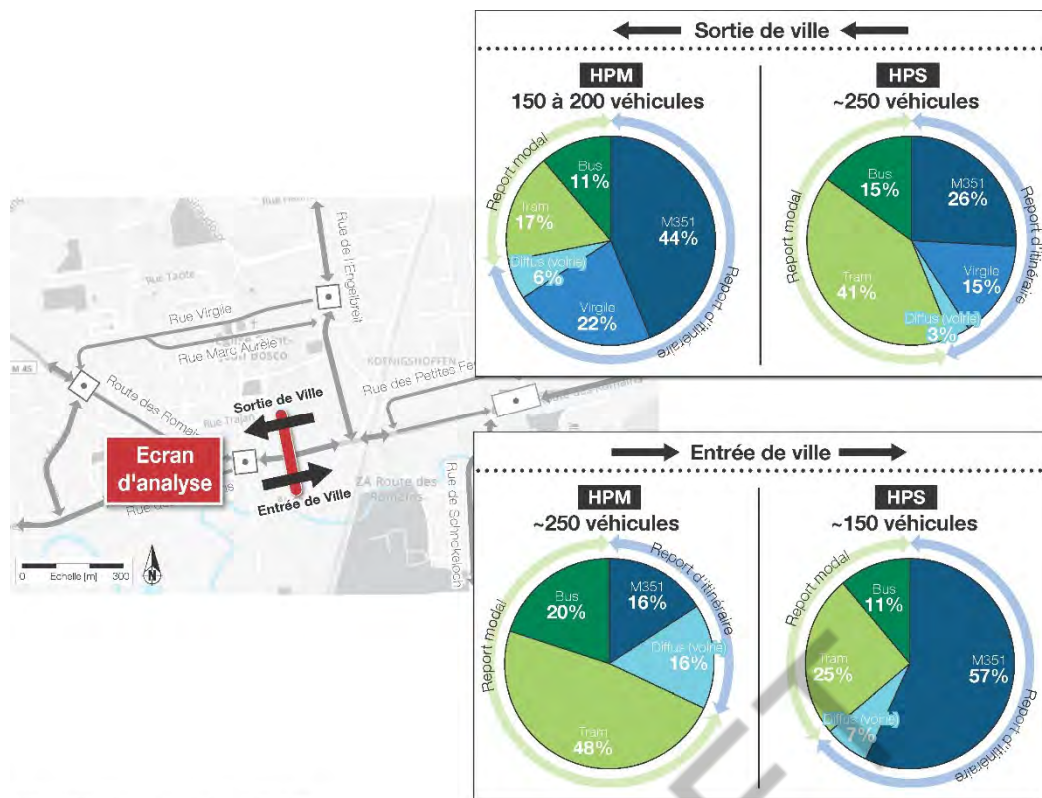 Sortie de ville
HPM
150 à 200 véhicules
Report modal
Report d'itinéraire
Bus
11%
Tram
17%
Diffus (voirie)
6%
Virgile
22%
M351
44%
HPS
~250 véhicules
Report modal
Report d'itinéraire
Bus
15%
M351
26%
Tram
41%
Virgile
15%
Diffus (voirie)
3%
Rue de l'Engelbreit
Rue Virgile
Rue Marc Aurèle
KOENIGSHOFFEN
Rue des Petites
M 45
Route des Romai
Rue Trajan
Sortie de Ville
Ecran
d'analyse
Entrée de Ville
ZA Route des
Romains
Rue de Schnokeloch
0 Echelle [m] 300
N
Entrée de ville
HPM
~250 véhicules
Report modal
Report d'itinéraire
Bus
20%
M351
16%
Diffus (voirie)
16%
Tram
48%
HPS
~150 véhicules
Report modal
Report d'itinéraire
Bus
11%
Tram
25%
M351
57%
Diffus (voirie)
7%